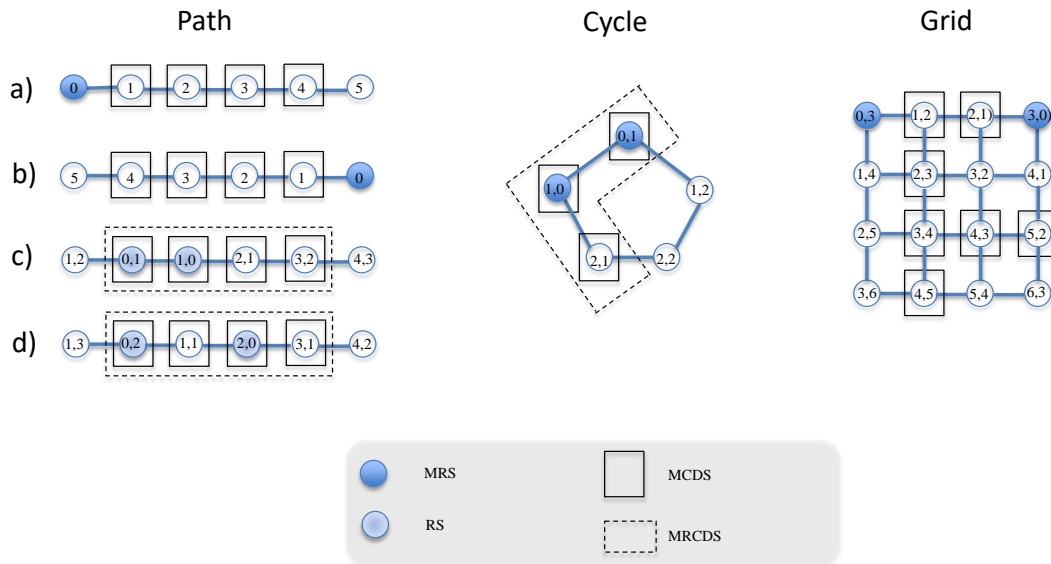 Path Cycle Grid
a) 0 1 2 3 4 5
b) 5 4 3 2 1 0
c) 1,2 0,1 1,0 2,1 3,2 4,3
d) 1,3 0,2 1,1 2,0 3,1 4,2
0,1
1,0 1,2
2,1 2,2
0,3 1,2 2,1) 3,0)
1,4 2,3 3,2 4,1
2,5 3,4 4,3 5,2
3,6 4,5 5,4 6,3
MRS MCDS
RS MRCDS